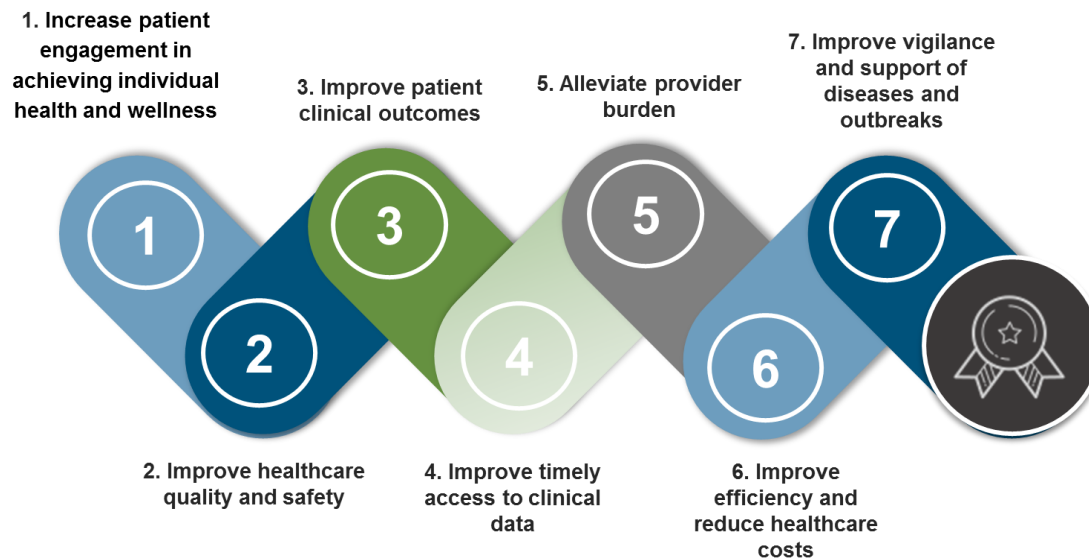 1. Increase patient
engagement in
achieving individual
health and wellness
3. Improve patient
clinical outcomes
5. Alleviate provider
burden
7. Improve vigilance
and support of
diseases and
outbreaks
1
2
3
4
5
6
7
2. Improve healthcare
quality and safety
4. Improve timely
access to clinical
data
6. Improve
efficiency and
reduce healthcare
costs